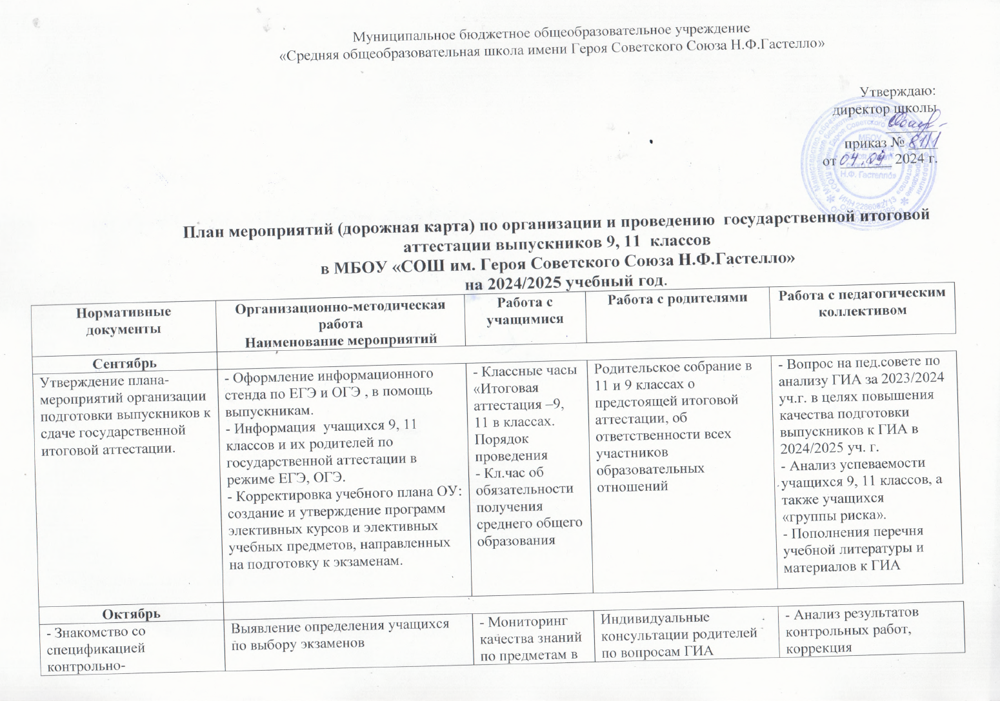 Муниципальное бюджетное общеобразовательное учреждение
«Средняя общеобразовательная школа имени Героя Советского Союза Н.Ф.Гастелло»
Утверждаю:
директор школы
приказ № 81/1
от 04.09 2024 г.
МБОУ
Н.Ф. Гастелло»
ИНН 2286082713
План мероприятий (дорожная карта) по организации и проведению государственной итоговой
аттестации выпускников 9, 11 классов
в МБОУ «СОШ им. Героя Советского Союза Н.Ф.Гастелло»
на 2024/2025 учебный год.
Нормативные
документы
Организационно-методическая
работа
Наименование мероприятий
Работа с
учащимися
Работа с родителями
Работа с педагогическим
коллективом
Сентябрь
Утверждение плана-
мероприятий организации
подготовки выпускников к
сдаче государственной
итоговой аттестации.
- Оформление информационного
стенда по ЕГЭ и ОГЭ , в помощь
выпускникам.
- Информация учащихся 9, 11
классов и их родителей по
государственной аттестации в
режиме ЕГЭ, ОГЭ.
- Корректировка учебного плана ОУ:
создание и утверждение программ
элективных курсов и элективных
учебных предметов, направленных
на подготовку к экзаменам.
- Классные часы
«Итоговая
аттестация –9,
11 в классах.
Порядок
проведения
- Кл.час об
обязательности
получения
среднего общего
образования
Родительское собрание в
11 и 9 классах о
предстоящей итоговой
аттестации, об
ответственности всех
участников
образовательных
отношений
- Вопрос на пед.совете по
анализу ГИА за 2023/2024
уч.г. в целях повышения
качества подготовки
выпускников к ГИА в
2024/2025 уч. г.
- Анализ успеваемости
учащихся 9, 11 классов, а
также учащихся
«группы риска».
- Пополнения перечня
учебной литературы и
материалов к ГИА
Октябрь
- Знакомство со
спецификацией
контрольно-
Выявление определения учащихся
по выбору экзаменов
- Мониторинг
качества знаний
по предметам в
Индивидуальные
консультации родителей
по вопросам ГИА
- Анализ результатов
контрольных работ,
коррекция